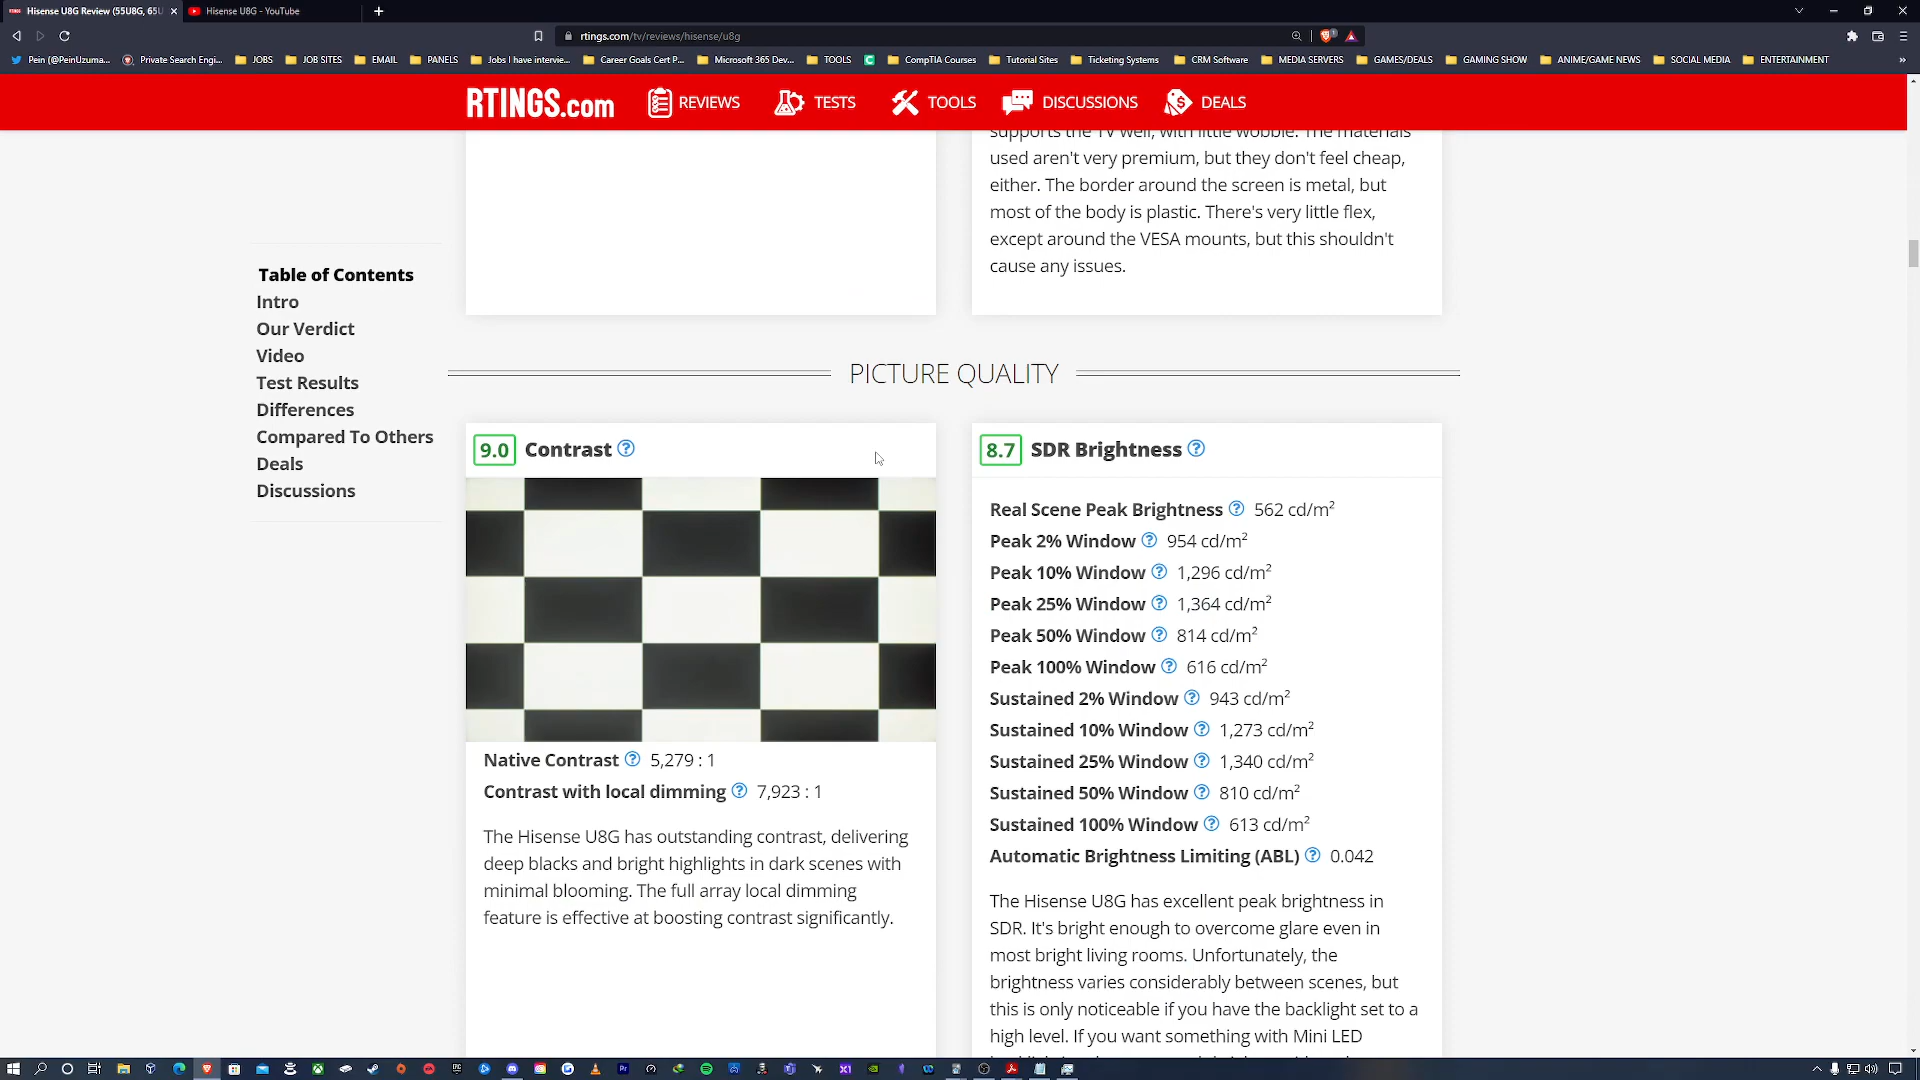 Hisense U8G Review (55U8G, 65U
Hisense U8G - YouTube
rtings.com/tv/reviews/hisense/u8g
Pein (@PeinUzuma... Private Search Engi... JOBS JOB SITES EMAIL PANELS Jobs I have intervie... Career Goals Cert P... Microsoft 365 Dev... TOOLS CompTIA Courses Tutorial Sites Ticketing Systems CRM Software MEDIA SERVERS GAMES/DEALS GAMING SHOW ANIME/GAME NEWS SOCIAL MEDIA ENTERTAINMENT
RTINGS.com REVIEWS TESTS TOOLS DISCUSSIONS DEALS
Table of Contents
Intro
Our Verdict
Video
Test Results
Differences
Compared To Others
Deals
Discussions
supports the TV well, with little wobble. The materials
used aren't very premium, but they don't feel cheap,
either. The border around the screen is metal, but
most of the body is plastic. There's very little flex,
except around the VESA mounts, but this shouldn't
cause any issues.
PICTURE QUALITY
9.0 Contrast ?
Native Contrast ? 5,279 : 1
Contrast with local dimming ? 7,923 : 1
The Hisense U8G has outstanding contrast, delivering
deep blacks and bright highlights in dark scenes with
minimal blooming. The full array local dimming
feature is effective at boosting contrast significantly.
8.7 SDR Brightness ?
Real Scene Peak Brightness ? 562 cd/m²
Peak 2% Window ? 954 cd/m²
Peak 10% Window ? 1,296 cd/m²
Peak 25% Window ? 1,364 cd/m²
Peak 50% Window ? 814 cd/m²
Peak 100% Window ? 616 cd/m²
Sustained 2% Window ? 943 cd/m²
Sustained 10% Window ? 1,273 cd/m²
Sustained 25% Window ? 1,340 cd/m²
Sustained 50% Window ? 810 cd/m²
Sustained 100% Window ? 613 cd/m²
Automatic Brightness Limiting (ABL) ? 0.042
The Hisense U8G has excellent peak brightness in
SDR. It's bright enough to overcome glare even in
most bright living rooms. Unfortunately, the
brightness varies considerably between scenes, but
this is only noticeable if you have the backlight set to a
high level. If you want something with Mini LED